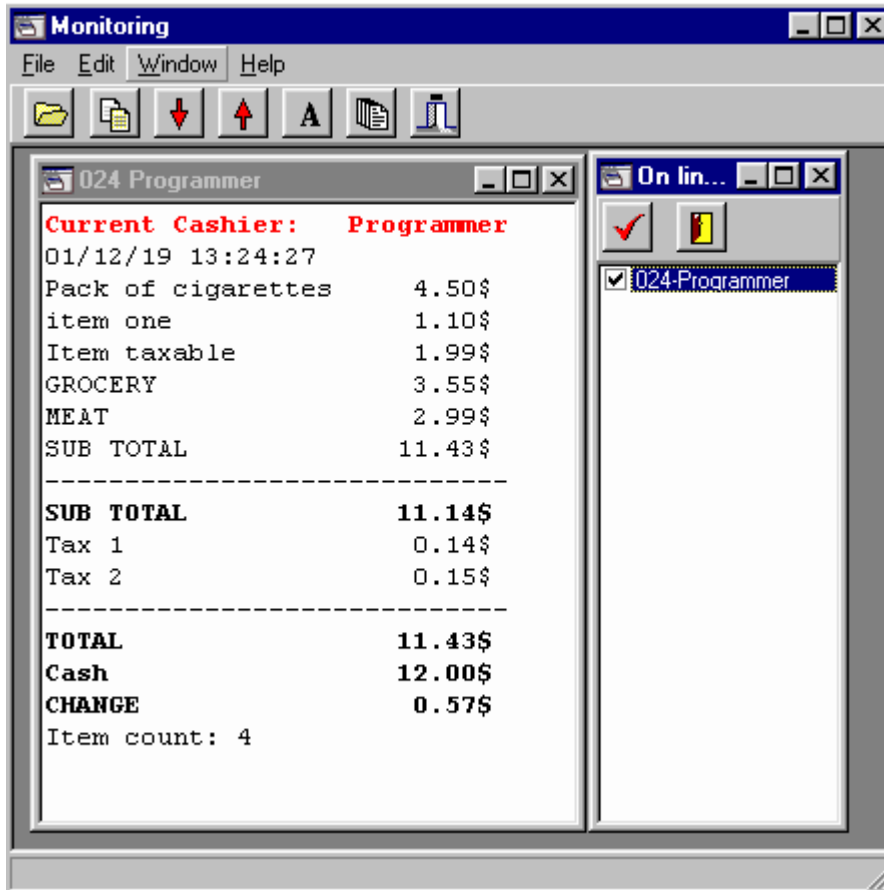 Monitoring
File Edit Window Help
A
024 Programmer
Current Cashier: Programmer
01/12/19 13:24:27
Pack of cigarettes 4.50$
item one 1.10$
Item taxable 1.99$
GROCERY 3.55$
MEAT 2.99$
SUB TOTAL 11.43$
------------------------------
SUB TOTAL 11.14$
Tax 1 0.14$
Tax 2 0.15$
------------------------------
TOTAL 11.43$
Cash 12.00$
CHANGE 0.57$
Item count: 4
On lin...
024-Programmer